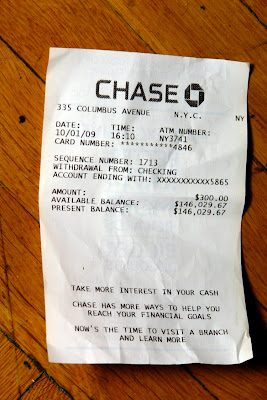 CHASE
335 COLUMBUS AVENUE N.Y.C. NY
DATE: TIME: ATM NUMBER:
10/01/09 16:10 NY3741
CARD NUMBER: ***********4846
SEQUENCE NUMBER: 1713
WITHDRAWAL FROM: CHECKING
ACCOUNT ENDING WITH: XXXXXXXXXXX5865
AMOUNT: $300.00
AVAILABLE BALANCE: $146,029.67
PRESENT BALANCE: $146,029.67
TAKE MORE INTEREST IN YOUR CASH
CHASE HAS MORE WAYS TO HELP YOU
REACH YOUR FINANCIAL GOALS
NOW'S THE TIME TO VISIT A BRANCH
AND LEARN MORE